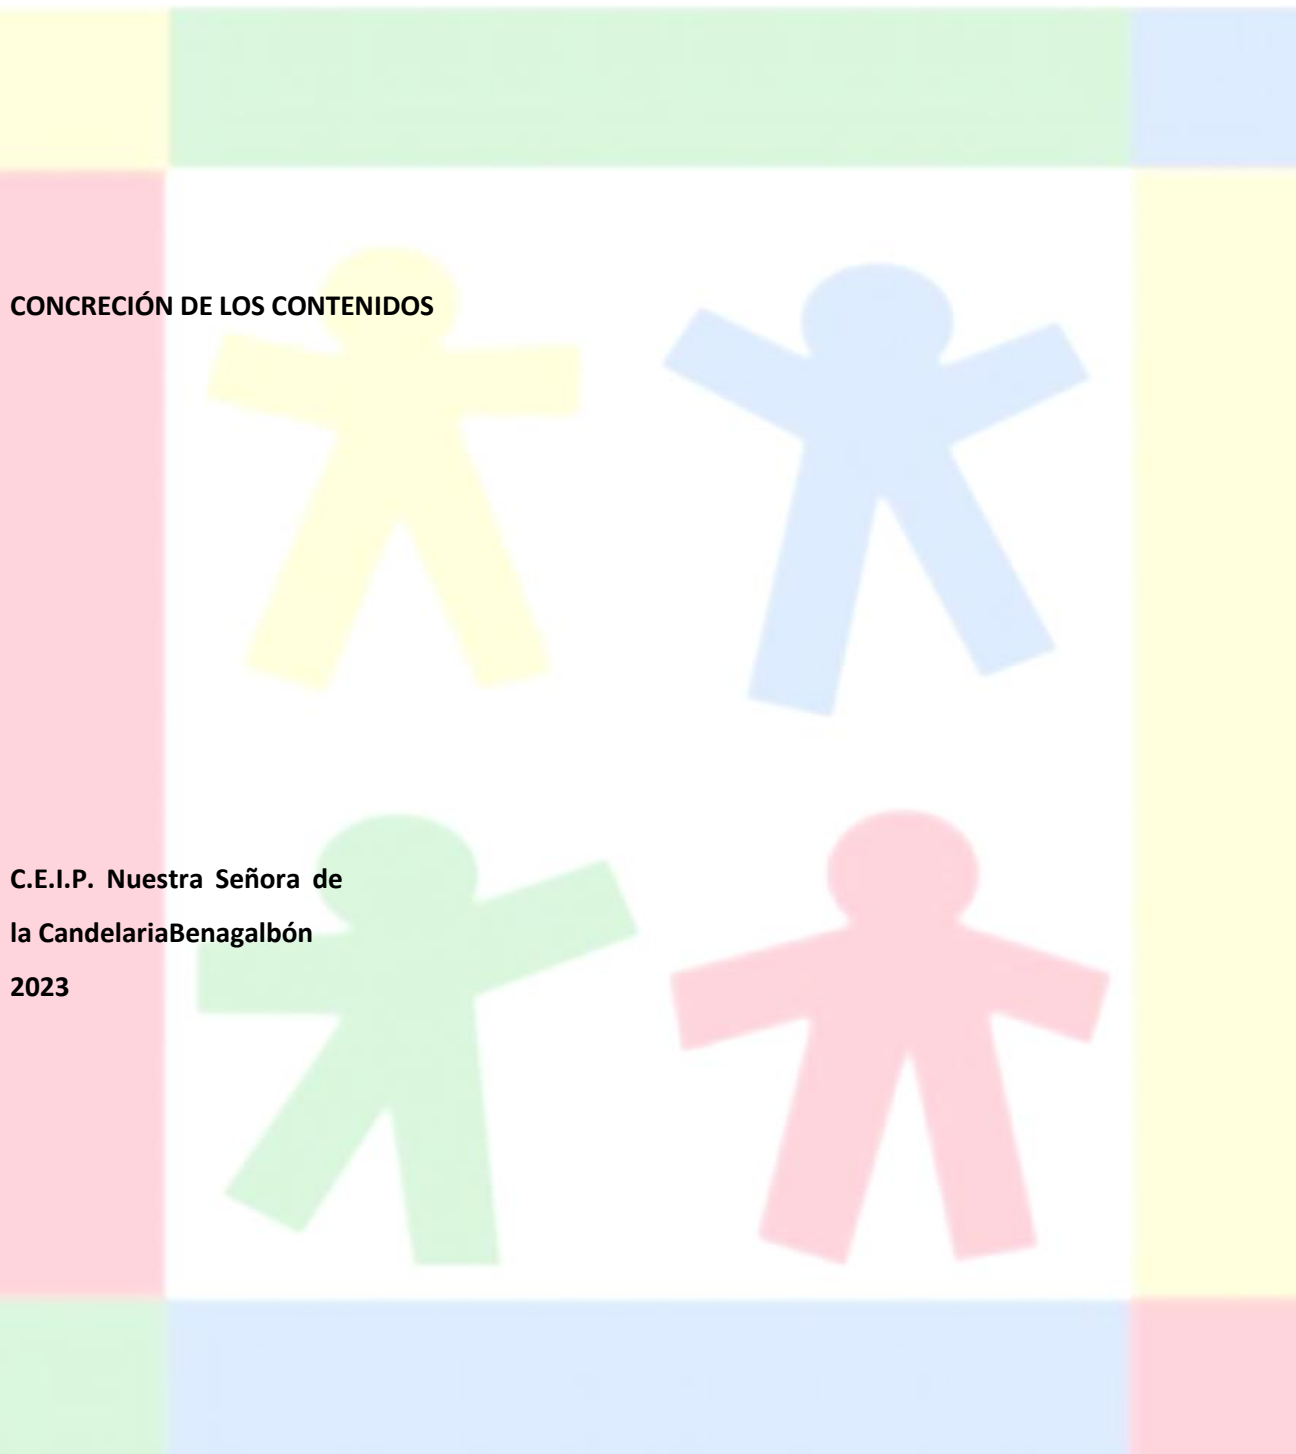 CONCRECIÓN DE LOS CONTENIDOS
C.E.I.P. Nuestra Señora de
la CandelariaBenagalbón
2023